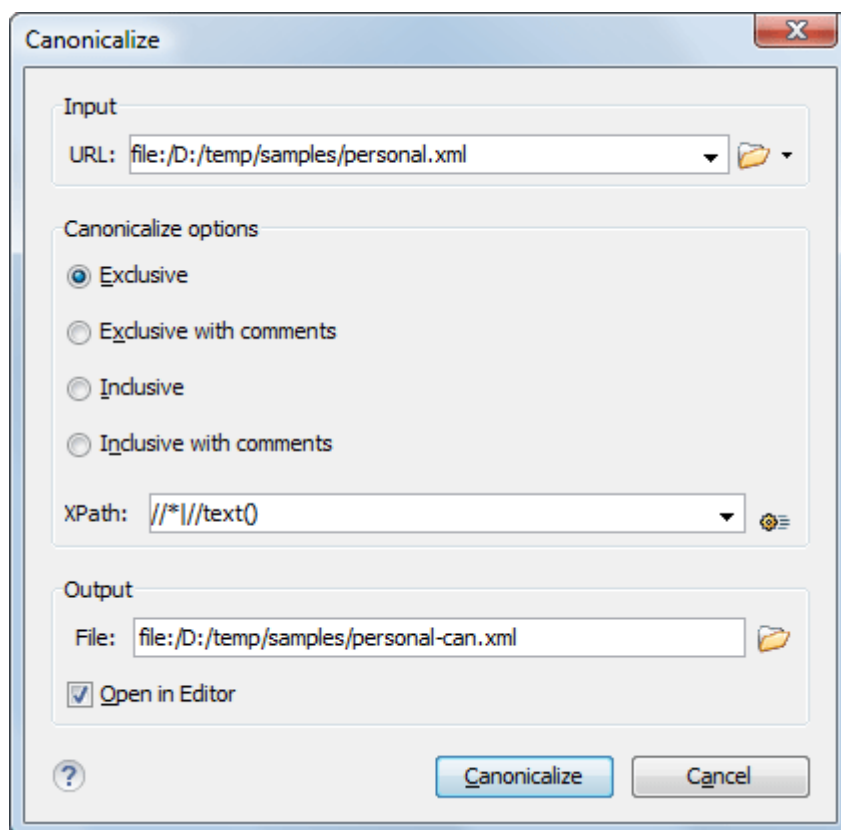 Canonicalize
Input
URL: file:/D:/temp/samples/personal.xml
Canonicalize options
Exclusive
Exclusive with comments
Inclusive
Inclusive with comments
XPath: //*|//text()
Output
File: file:/D:/temp/samples/personal-can.xml
Open in Editor
? Canonicalize Cancel